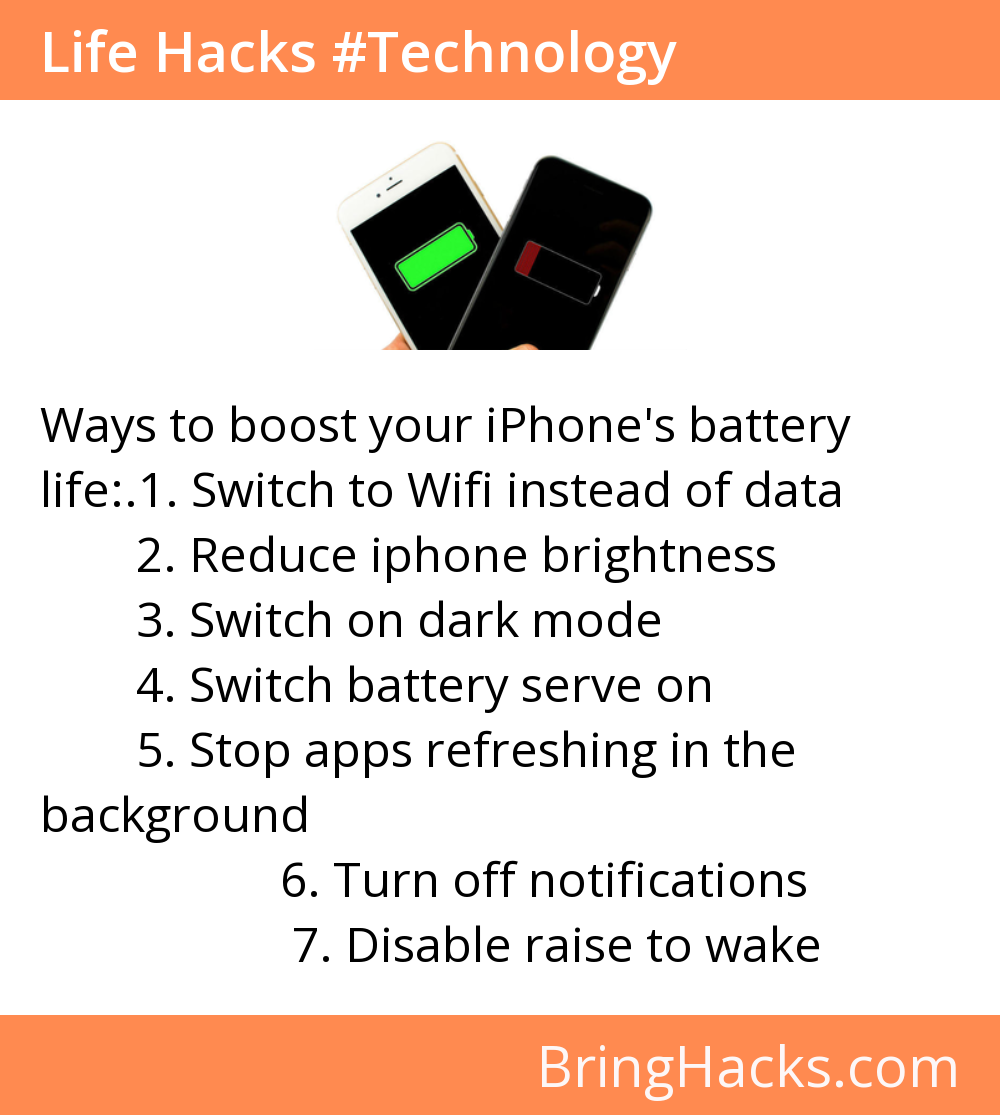 Life Hacks #Technology
Ways to boost your iPhone's battery
life:.1. Switch to Wifi instead of data
2. Reduce iphone brightness
3. Switch on dark mode
4. Switch battery serve on
5. Stop apps refreshing in the
background
6. Turn off notifications
7. Disable raise to wake
BringHacks.com